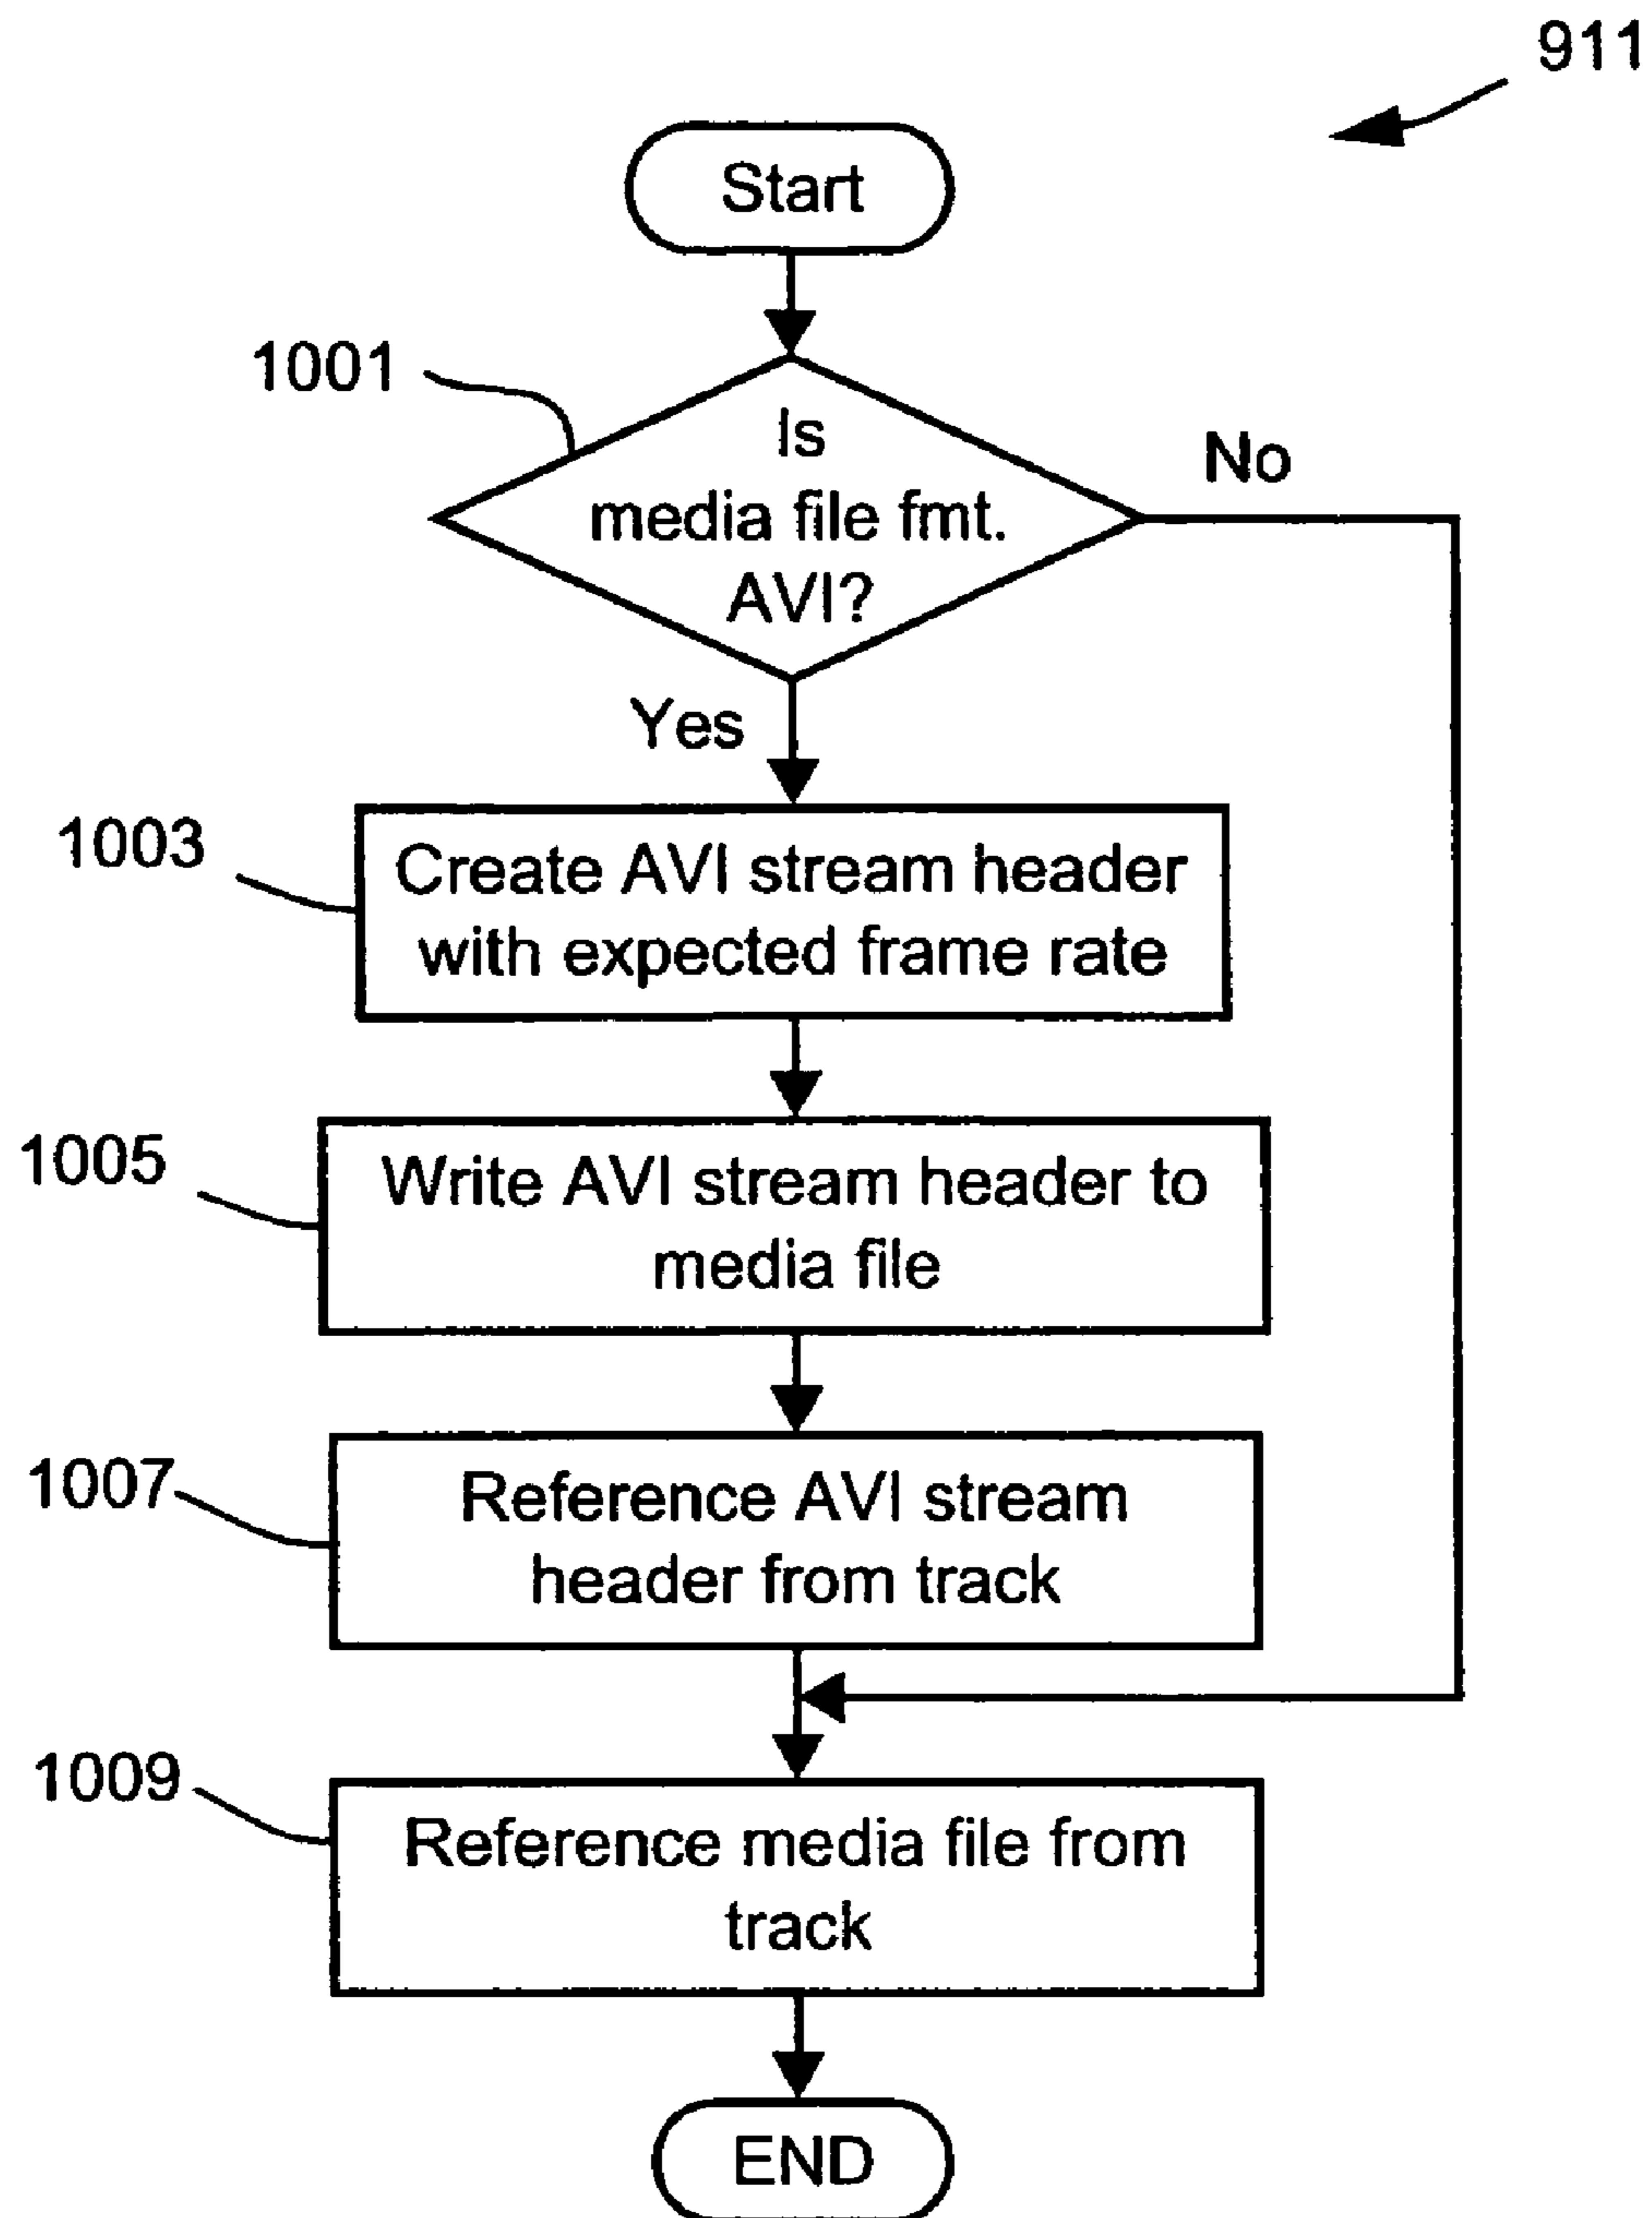 911
Start
1001
Is
media file fmt.
AVI?
No
Yes
1003
Create AVI stream header
with expected frame rate
1005
Write AVI stream header to
media file
1007
Reference AVI stream
header from track
1009
Reference media file from
track
END